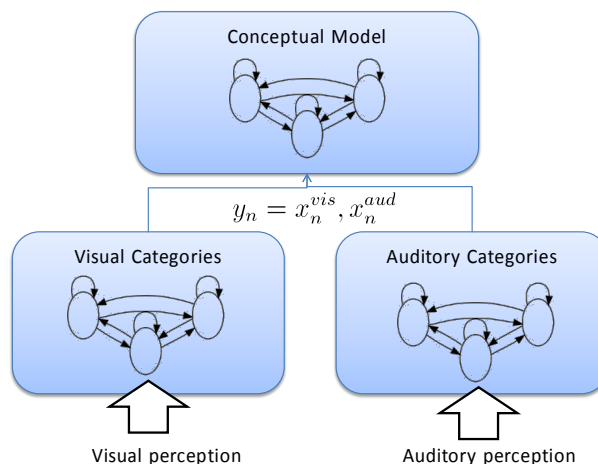 Conceptual Model
y_n = x_n^{vis}, x_n^{aud}
Visual Categories
Auditory Categories
Visual perception
Auditory perception